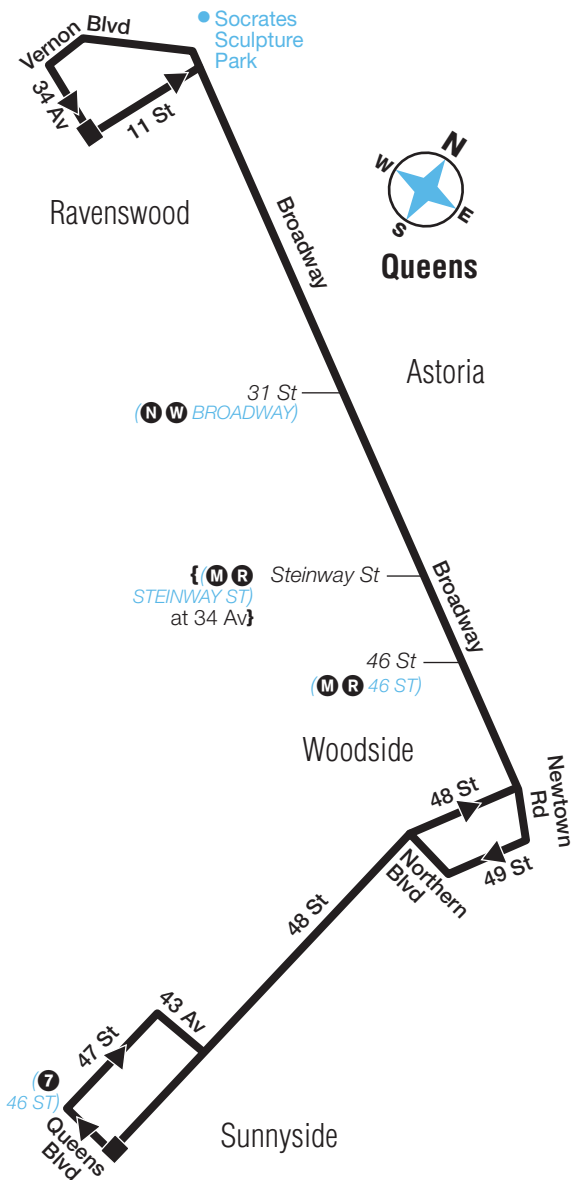 Vernon Blvd
Socrates
Sculpture
Park
34 Av
11 St
Ravenswood
N
W
E
S
Queens
Broadway
Astoria
31 St
(N W BROADWAY)
{(M R
STEINWAY ST)
at 34 Av}
Steinway St
Broadway
46 St
(M R 46 ST)
Woodside
Newtown
Rd
48 St
49 St
Northern
Blvd
48 St
43 Av
47 St
(7
46 ST)
Queens
Blvd
Sunnyside